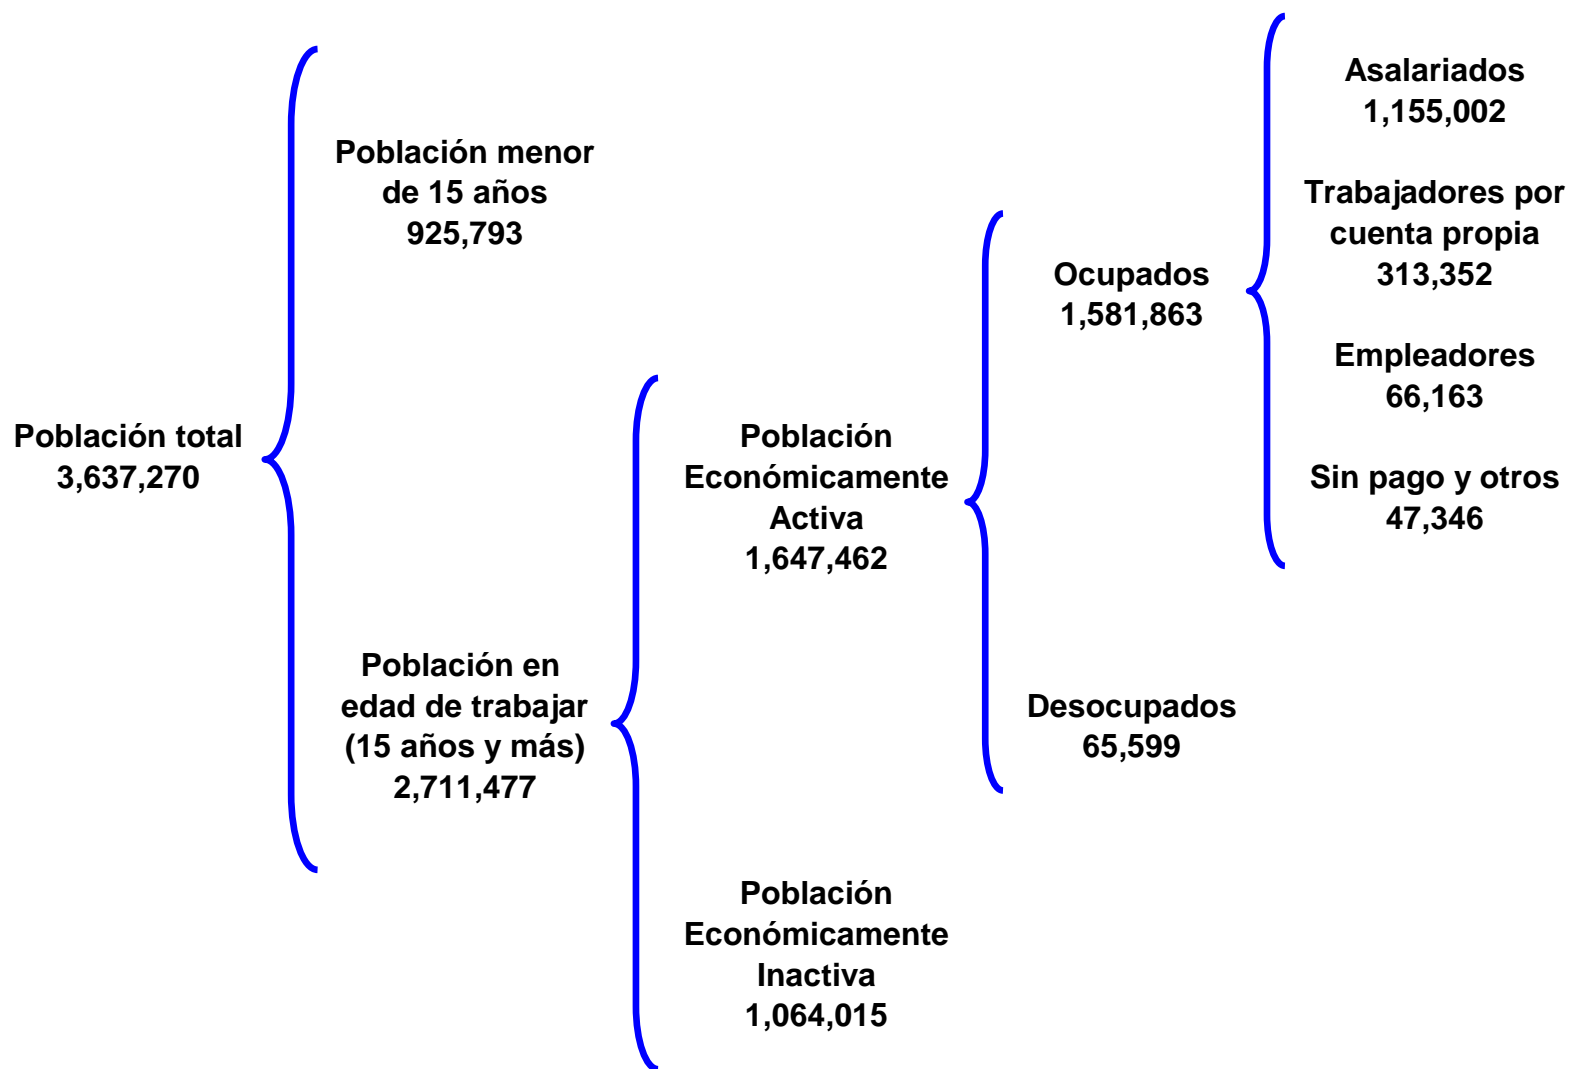 Población total
3,637,270
Población menor
de 15 años
925,793
Población en
edad de trabajar
(15 años y más)
2,711,477
Población
Económicamente
Activa
1,647,462
Población
Económicamente
Inactiva
1,064,015
Ocupados
1,581,863
Desocupados
65,599
Asalariados
1,155,002
Trabajadores por
cuenta propia
313,352
Empleadores
66,163
Sin pago y otros
47,346